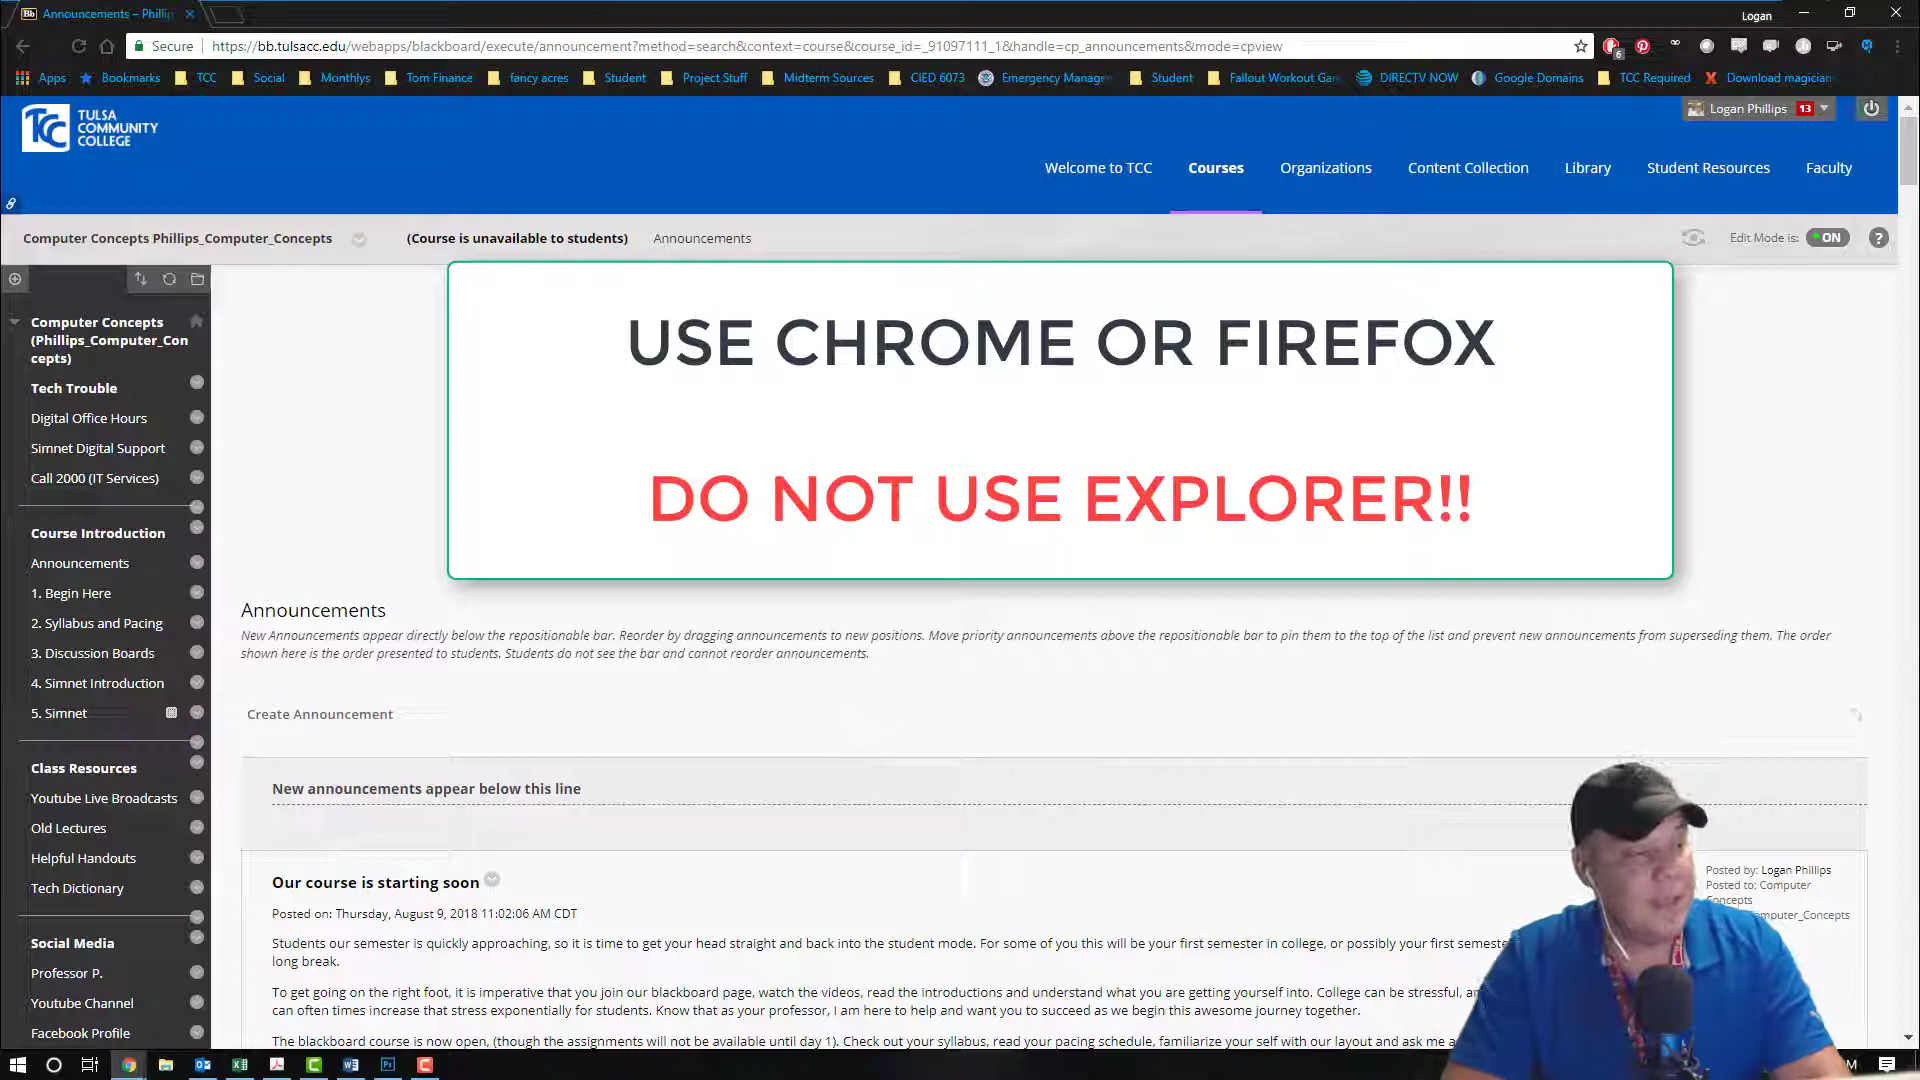 Announcements – Phillip
Logan
Secure
https://bb.tulsacc.edu/webapps/blackboard/execute/announcement?method=search&context=course&course_id=_91097111_1&handle=cp_announcements&mode=cpview
6
Apps
Bookmarks
TCC
Social
Monthlys
Tom Finance
fancy acres
Student
Project Stuff
Midterm Sources
CIED 6073
Emergency Manage
Student
Fallout Workout Ga
DIRECTV NOW
Google Domains
TCC Required
Download magician
TCC
TULSA
COMMUNITY
COLLEGE
Logan Phillips 13
Welcome to TCC
Courses
Organizations
Content Collection
Library
Student Resources
Faculty
Computer Concepts Phillips_Computer_Concepts
(Course is unavailable to students)
Announcements
Edit Mode is: ON
?
USE CHROME OR FIREFOX
DO NOT USE EXPLORER!!
Computer Concepts
(Phillips_Computer_Con
cepts)
Tech Trouble
Digital Office Hours
Simnet Digital Support
Call 2000 (IT Services)
Course Introduction
Announcements
1. Begin Here
2. Syllabus and Pacing
3. Discussion Boards
4. Simnet Introduction
5. Simnet
Class Resources
Youtube Live Broadcasts
Old Lectures
Helpful Handouts
Tech Dictionary
Social Media
Professor P.
Youtube Channel
Facebook Profile
Announcements
New Announcements appear directly below the repositionable bar. Reorder by dragging announcements to new positions. Move priority announcements above the repositionable bar to pin them to the top of the list and prevent new announcements from superseding them. The order
shown here is the order presented to students. Students do not see the bar and cannot reorder announcements.
Create Announcement
New announcements appear below this line
Our course is starting soon
Posted on: Thursday, August 9, 2018 11:02:06 AM CDT
Posted by: Logan Phillips
Posted to: Computer
Concepts
omputer_Concepts
Students our semester is quickly approaching, so it is time to get your head straight and back into the student mode. For some of you this will be your first semester in college, or possibly your first semeste
long break.
To get going on the right foot, it is imperative that you join our blackboard page, watch the videos, read the introductions and understand what you are getting yourself into. College can be stressful, a
can often times increase that stress exponentially for students. Know that as your professor, I am here to help and want you to succeed as we begin this awesome journey together.
The blackboard course is now open, (though the assignments will not be available until day 1). Check out your syllabus, read your pacing schedule, familiarize your self with our layout and ask me a